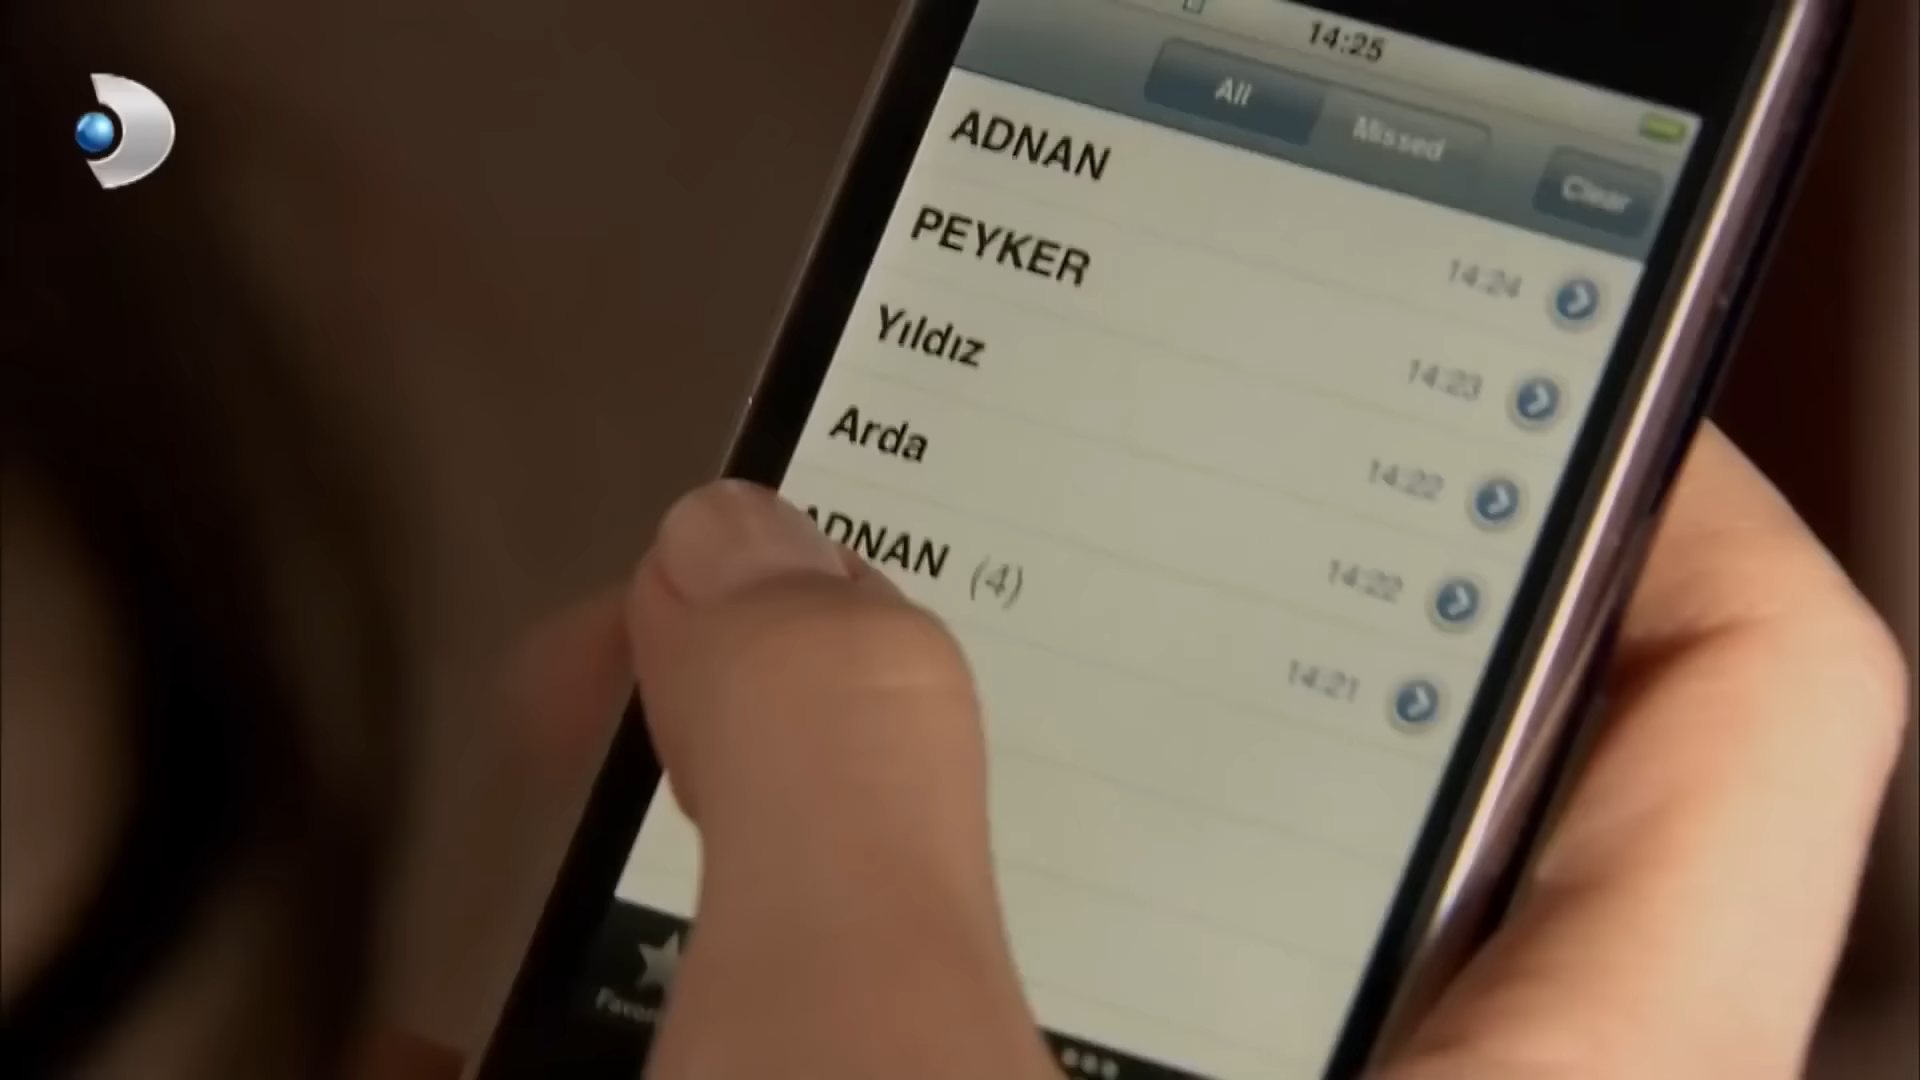 14:25
All
Missed
Clear
ADNAN
14:24
PEYKER
14:23
Yıldız
14:22
Arda
14:22
ADNAN (4)
14:21